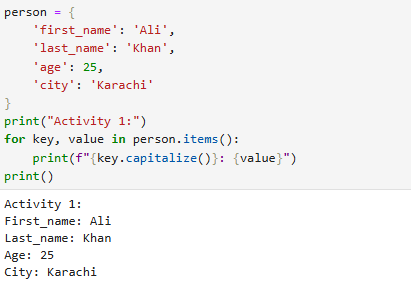 person = {
    'first_name': 'Ali',
    'last_name': 'Khan',
    'age': 25,
    'city': 'Karachi'
}
print("Activity 1:")
for key, value in person.items():
    print(f"{key.capitalize()}: {value}")
print()
Activity 1:
First_name: Ali
Last_name: Khan
Age: 25
City: Karachi